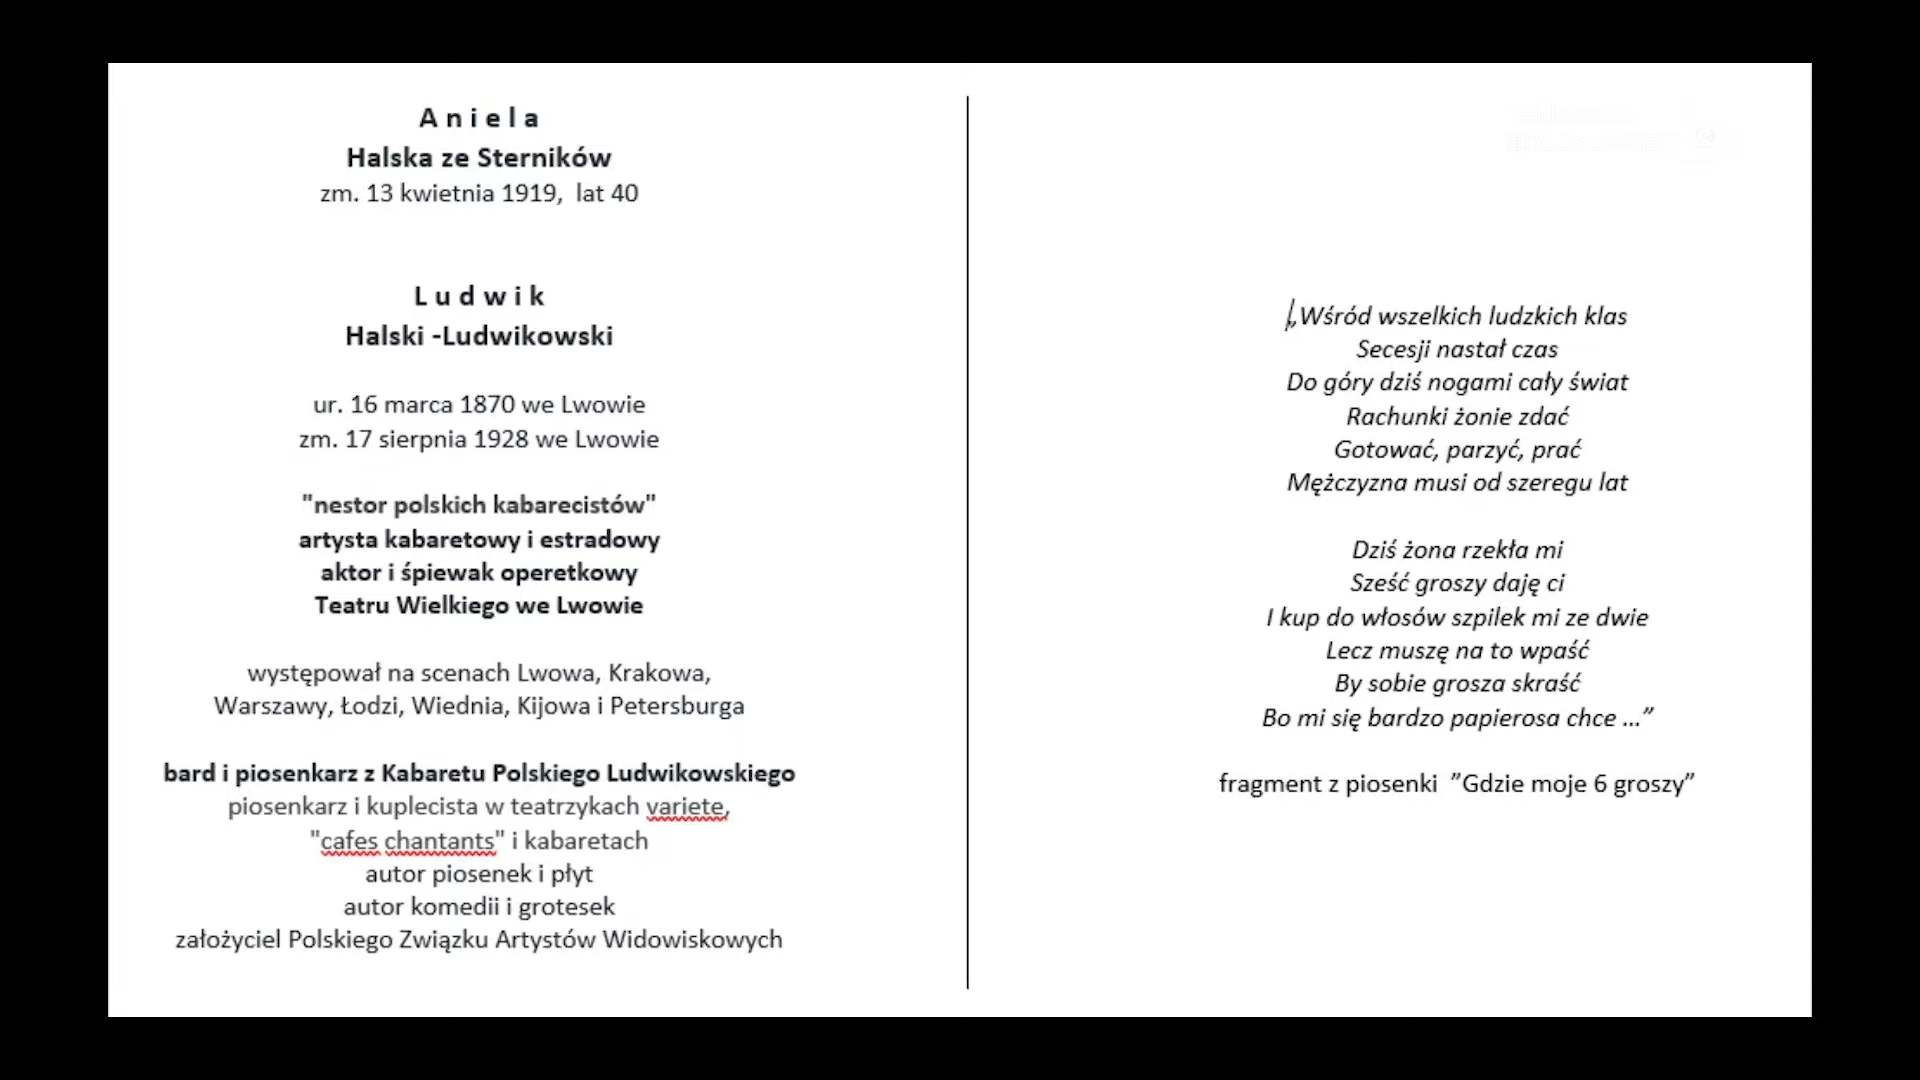 A n i e l a
Halska ze Sterników
zm. 13 kwietnia 1919, lat 40
L u d w i k
Halski -Ludwikowski
ur. 16 marca 1870 we Lwowie
zm. 17 sierpnia 1928 we Lwowie
"nestor polskich kabarecistów"
artysta kabaretowy i estradowy
aktor i śpiewak operetkowy
Teatru Wielkiego we Lwowie
występował na scenach Lwowa, Krakowa,
Warszawy, Łodzi, Wiednia, Kijowa i Petersburga
bard i piosenkarz z Kabaretu Polskiego Ludwikowskiego
piosenkarz i kuplecista w teatrzykach variete,
"cafes chantants" i kabaretach
autor piosenek i płyt
autor komedii i grotesek
założyciel Polskiego Związku Artystów Widowiskowych
„Wśród wszelkich ludzkich klas
Secesji nastał czas
Do góry dziś nogami cały świat
Rachunki żonie zdać
Gotować, parzyć, prać
Mężczyzna musi od szeregu lat
Dziś żona rzekła mi
Sześć groszy daję ci
I kup do włosów szpilek mi ze dwie
Lecz muszę na to wpaść
By sobie grosza skraść
Bo mi się bardzo papierosa chce ...”
fragment z piosenki ”Gdzie moje 6 groszy”